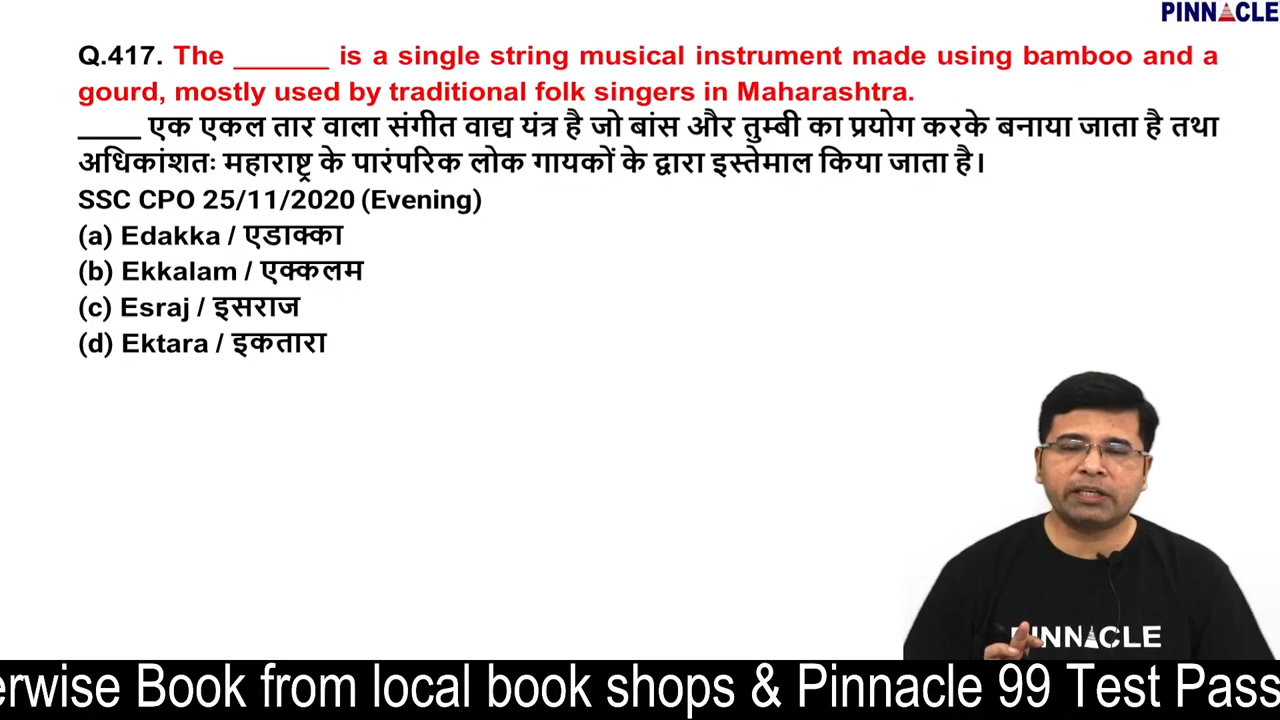 PINNACLE
Q.417. The ______ is a single string musical instrument made using bamboo and a
gourd, mostly used by traditional folk singers in Maharashtra.
_____ एक एकल तार वाला संगीत वाद्य यंत्र है जो बांस और तुम्बी का प्रयोग करके बनाया जाता है तथा
अधिकांशतः महाराष्ट्र के पारंपरिक लोक गायकों के द्वारा इस्तेमाल किया जाता है।
SSC CPO 25/11/2020 (Evening)
(a) Edakka / एडाक्का
(b) Ekkalam / एक्कलम
(c) Esraj / इसराज
(d) Ektara / इकतारा
PINNACLE
erwise Book from local book shops & Pinnacle 99 Test Pass